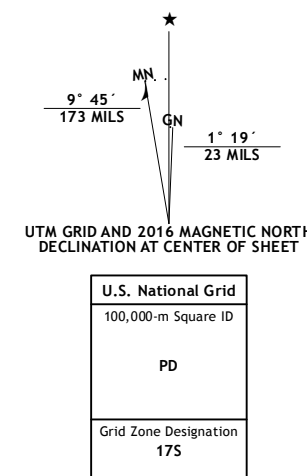 MN
9° 45´
173 MILS
GN
1° 19´
23 MILS
UTM GRID AND 2016 MAGNETIC NORTH
DECLINATION AT CENTER OF SHEET
U.S. National Grid
100,000-m Square ID
PD
Grid Zone Designation
17S